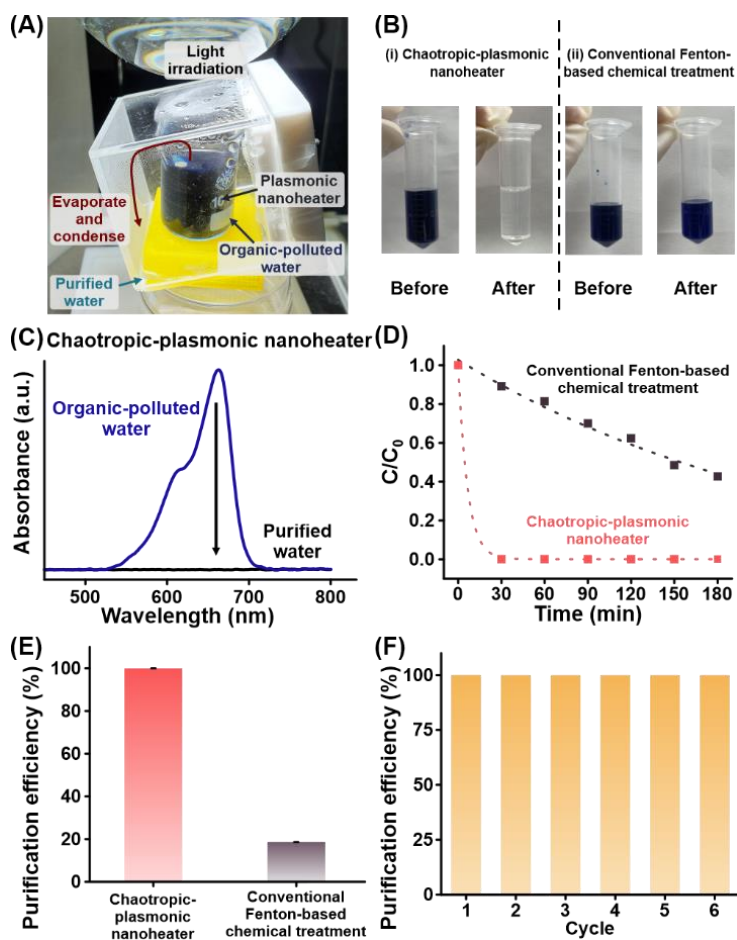 (A)
Light
irradiation
Evaporate
and
condense
Plasmonic
nanoheater
Organic-polluted
water
Purified
water
(B)
(i) Chaotropic-plasmonic
nanoheater
(ii) Conventional Fenton-
based chemical treatment
Before
After
Before
After
(C)
Chaotropic-plasmonic nanoheater
Absorbance (a.u.)
Organic-polluted
water
Purified
water
500
600
700
800
Wavelength (nm)
(D)
C/C0
1.0
0.8
0.6
0.4
0.2
0.0
Conventional Fenton-based
chemical treatment
Chaotropic-plasmonic
nanoheater
0
30
60
90
120
150
180
Time (min)
(E)
Purification efficiency (%)
100
80
60
40
20
0
Chaotropic-
plasmonic
nanoheater
Conventional
Fenton-based
chemical treatment
(F)
Purification efficiency (%)
100
75
50
25
0
1
2
3
4
5
6
Cycle